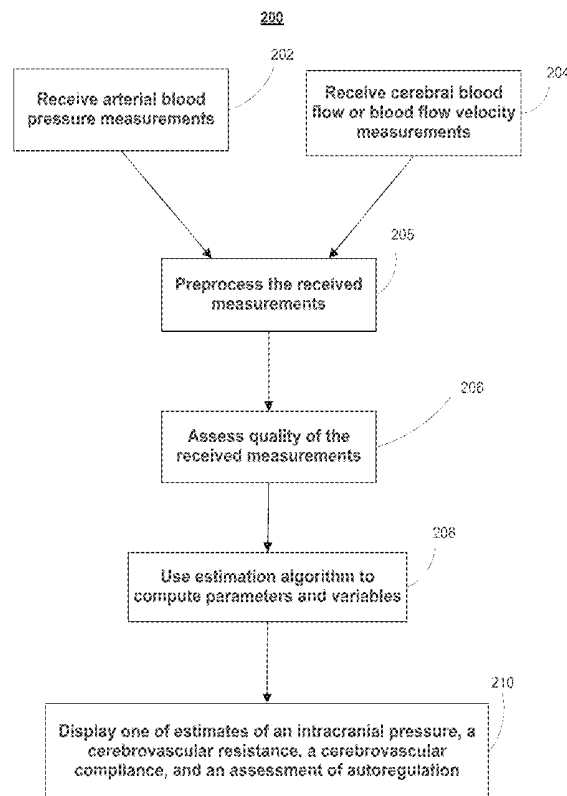 200
202
Receive arterial blood
pressure measurements
204
Receive cerebral blood
flow or blood flow velocity
measurements
205
Preprocess the received
measurements
206
Assess quality of the
received measurements
208
Use estimation algorithm to
compute parameters and variables
210
Display one of estimates of an intracranial pressure, a
cerebrovascular resistance, a cerebrovascular
compliance, and an assessment of autoregulation